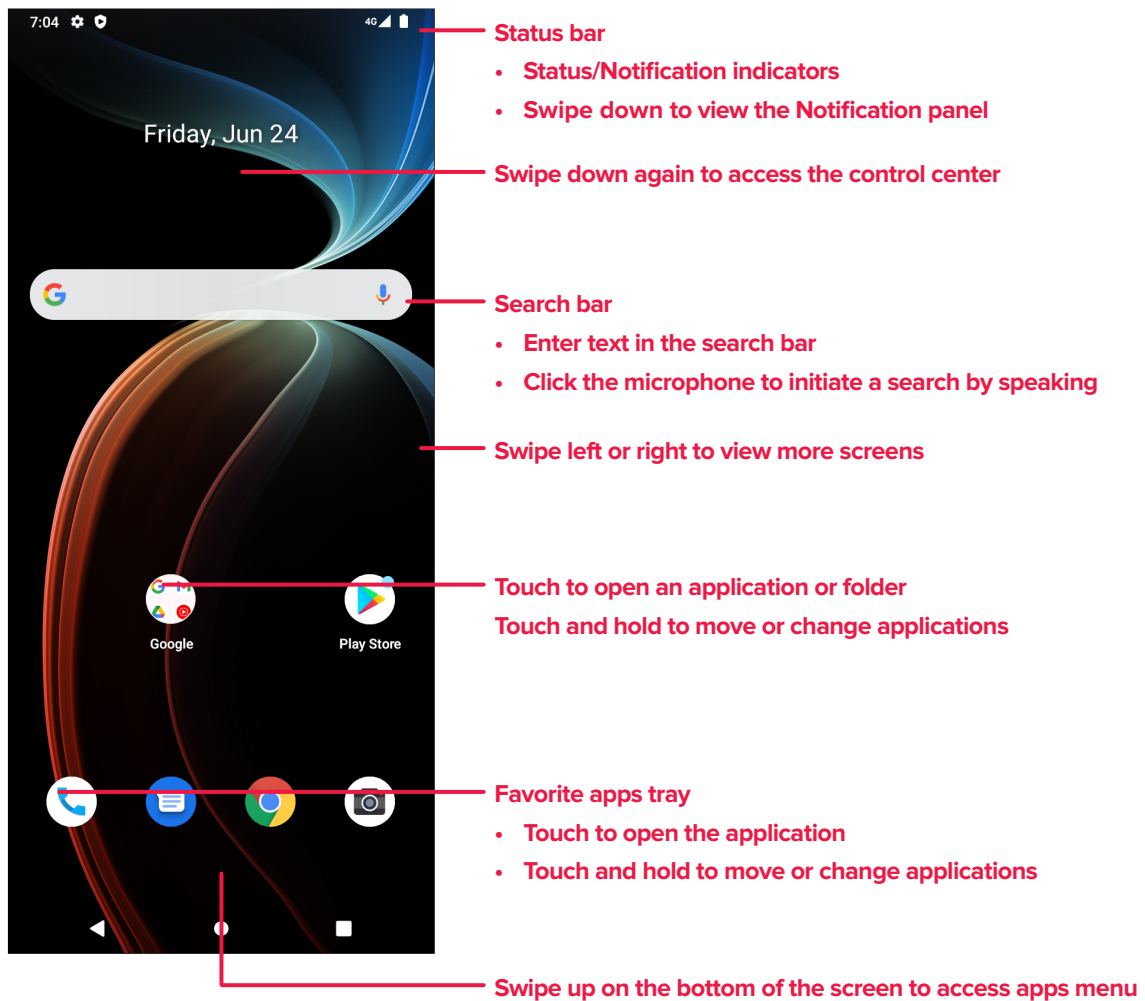 7:04
4G
Status bar
• Status/Notification indicators
• Swipe down to view the Notification panel
Friday, Jun 24
Swipe down again to access the control center
G
Search bar
• Enter text in the search bar
• Click the microphone to initiate a search by speaking
Swipe left or right to view more screens
Touch to open an application or folder
Touch and hold to move or change applications
Google
Play Store
Favorite apps tray
• Touch to open the application
• Touch and hold to move or change applications
Swipe up on the bottom of the screen to access apps menu